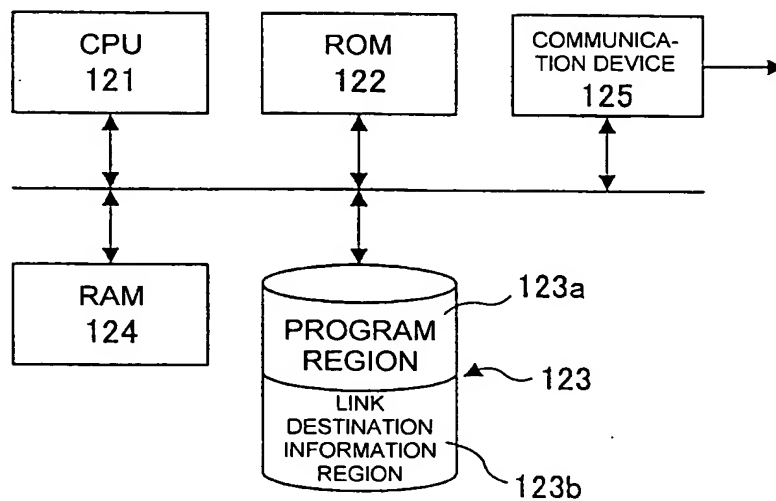 CPU
121
ROM
122
COMMUNICA-
TION DEVICE
125
RAM
124
PROGRAM
REGION
LINK
DESTINATION
INFORMATION
REGION
123a
123
123b